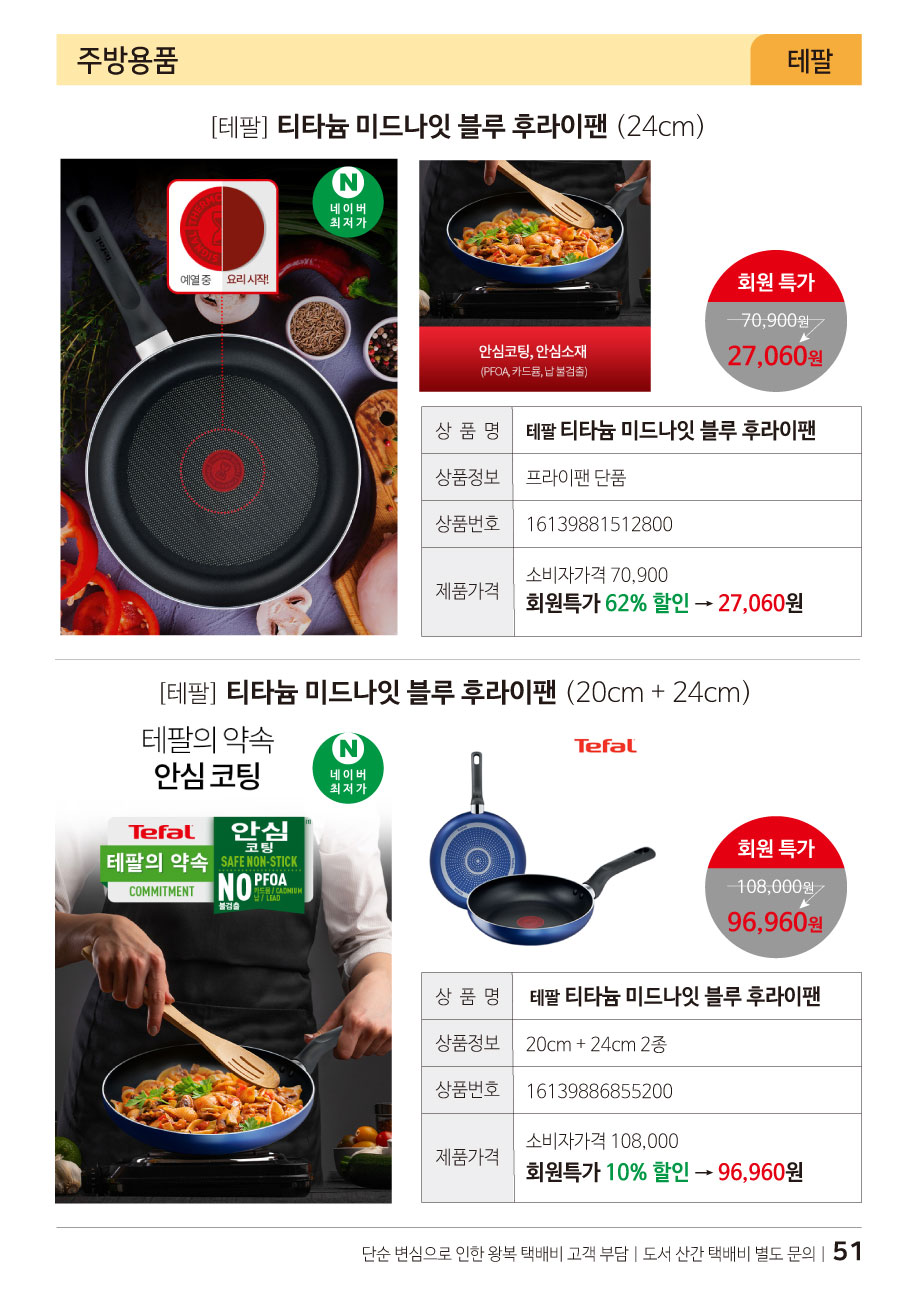 주방용품
테팔
[테팔] 티타늄 미드나잇 블루 후라이팬 (24cm)
N
네이버
최저가
예열 중
요리 시작!
Tefal
안심코팅, 안심소재
(PFOA, 카드뮴, 납 불검출)
회원 특가
70,900원
27,060원
상 품 명
테팔 티타늄 미드나잇 블루 후라이팬
상품정보
프라이팬 단품
상품번호
16139881512800
제품가격
소비자가격 70,900
회원특가 62% 할인 → 27,060원
[테팔] 티타늄 미드나잇 블루 후라이팬 (20cm + 24cm)
테팔의 약속
안심 코팅
N
네이버
최저가
Tefal
테팔의 약속
COMMITMENT
안심
코팅
SAFE NON-STICK
NO PFOA
카드뮴 / CADMIUM
납 / LEAD
불검출
Tefal
회원 특가
108,000원
96,960원
상 품 명
테팔 티타늄 미드나잇 블루 후라이팬
상품정보
20cm + 24cm 2종
상품번호
16139886855200
제품가격
소비자가격 108,000
회원특가 10% 할인 → 96,960원
단순 변심으로 인한 왕복 택배비 고객 부담 | 도서 산간 택배비 별도 문의 | 51